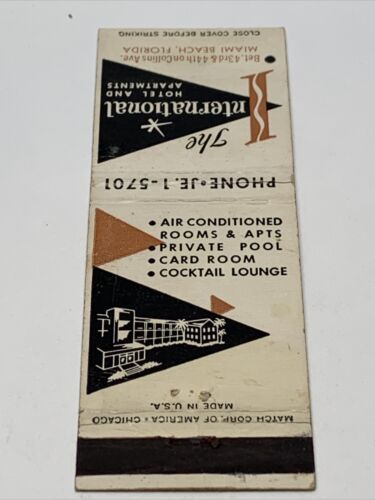 CLOSE COVER BEFORE STRIKING
The
International
HOTEL AND
APARTMENTS
Bet. 43rd & 44th on Collins Ave.
MIAMI BEACH, FLORIDA
PHONE • JE. 1-5701
• AIR CONDITIONED
ROOMS & APTS
• PRIVATE POOL
• CARD ROOM
• COCKTAIL LOUNGE
MADE IN U.S.A.
MATCH CORP. OF AMERICA • CHICAGO